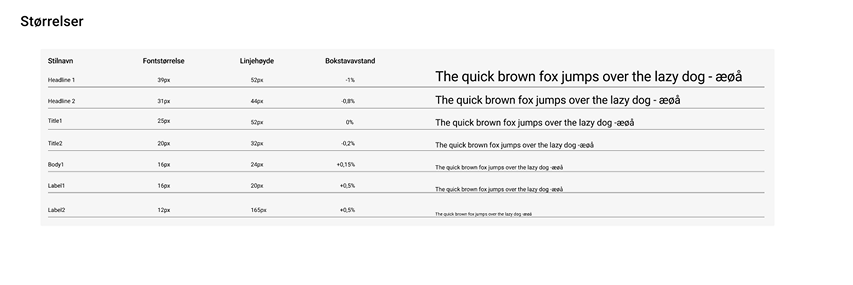 Størrelser
Stilnavn Fontstørrelse Linjehøyde Bokstavavstand
Headline 1 39px 52px -1% The quick brown fox jumps over the lazy dog - æøå
Headline 2 31px 44px -0,8% The quick brown fox jumps over the lazy dog - æøå
Title1 25px 52px 0% The quick brown fox jumps over the lazy dog -æøå
Title2 20px 32px -0,2% The quick brown fox jumps over the lazy dog -æøå
Body1 16px 24px +0,15% The quick brown fox jumps over the lazy dog -æøå
Label1 16px 20px +0,5% The quick brown fox jumps over the lazy dog -æøå
Label2 12px 165px +0,5% The quick brown fox jumps over the lazy dog -æøå